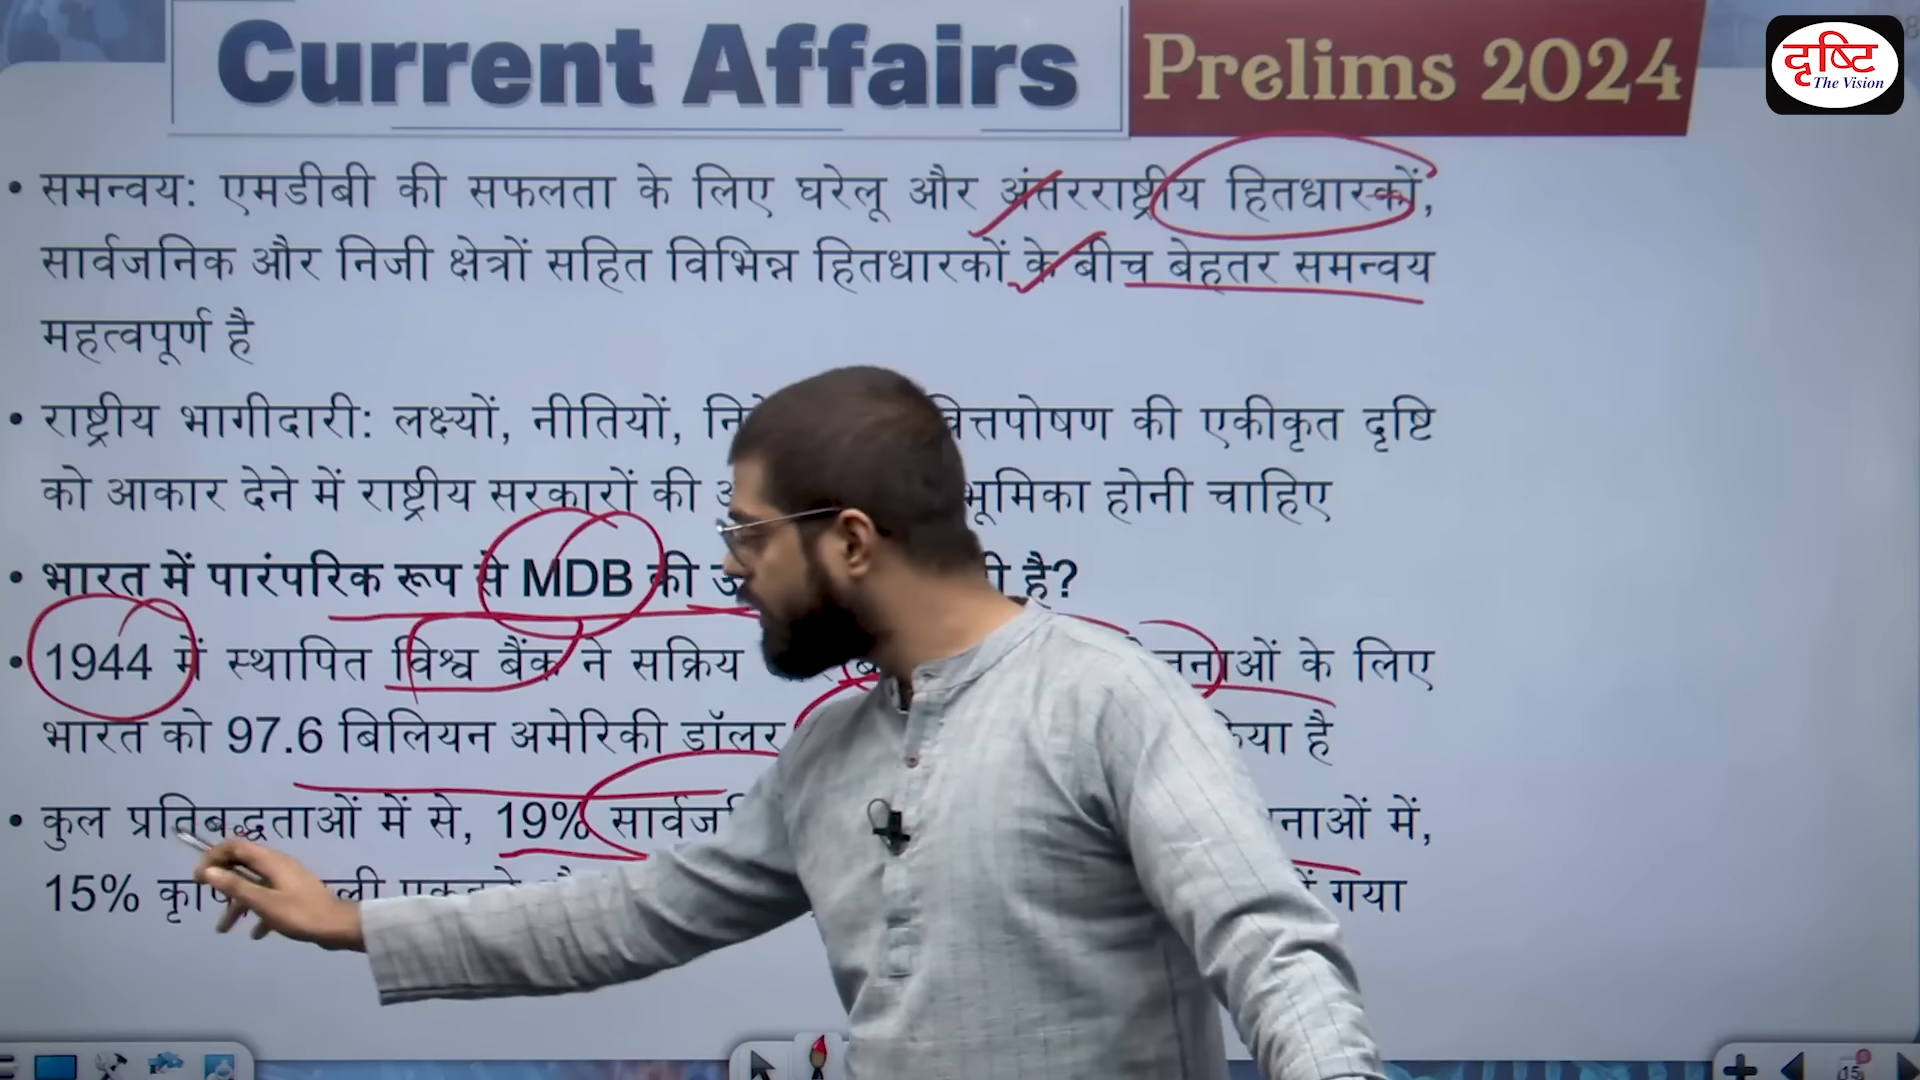 Current Affairs Prelims 2024
दृष्टि
The Vision
• समन्वय: एमडीबी की सफलता के लिए घरेलू और अंतरराष्ट्रीय हितधारकों,
सार्वजनिक और निजी क्षेत्रों सहित विभिन्न हितधारकों के बीच बेहतर समन्वय
महत्वपूर्ण है
• राष्ट्रीय भागीदारी: लक्ष्यों, नीतियों, वित्तपोषण की एकीकृत दृष्टि
को आकार देने में राष्ट्रीय सरकारों की भूमिका होनी चाहिए
• भारत में पारंपरिक रूप से MDB की है?
• 1944 में स्थापित विश्व बैंक ने सक्रिय के लिए
भारत को 97.6 बिलियन अमेरिकी डॉलर है
• कुल प्रतिबद्धताओं में से, 19% में,
15% गया
15